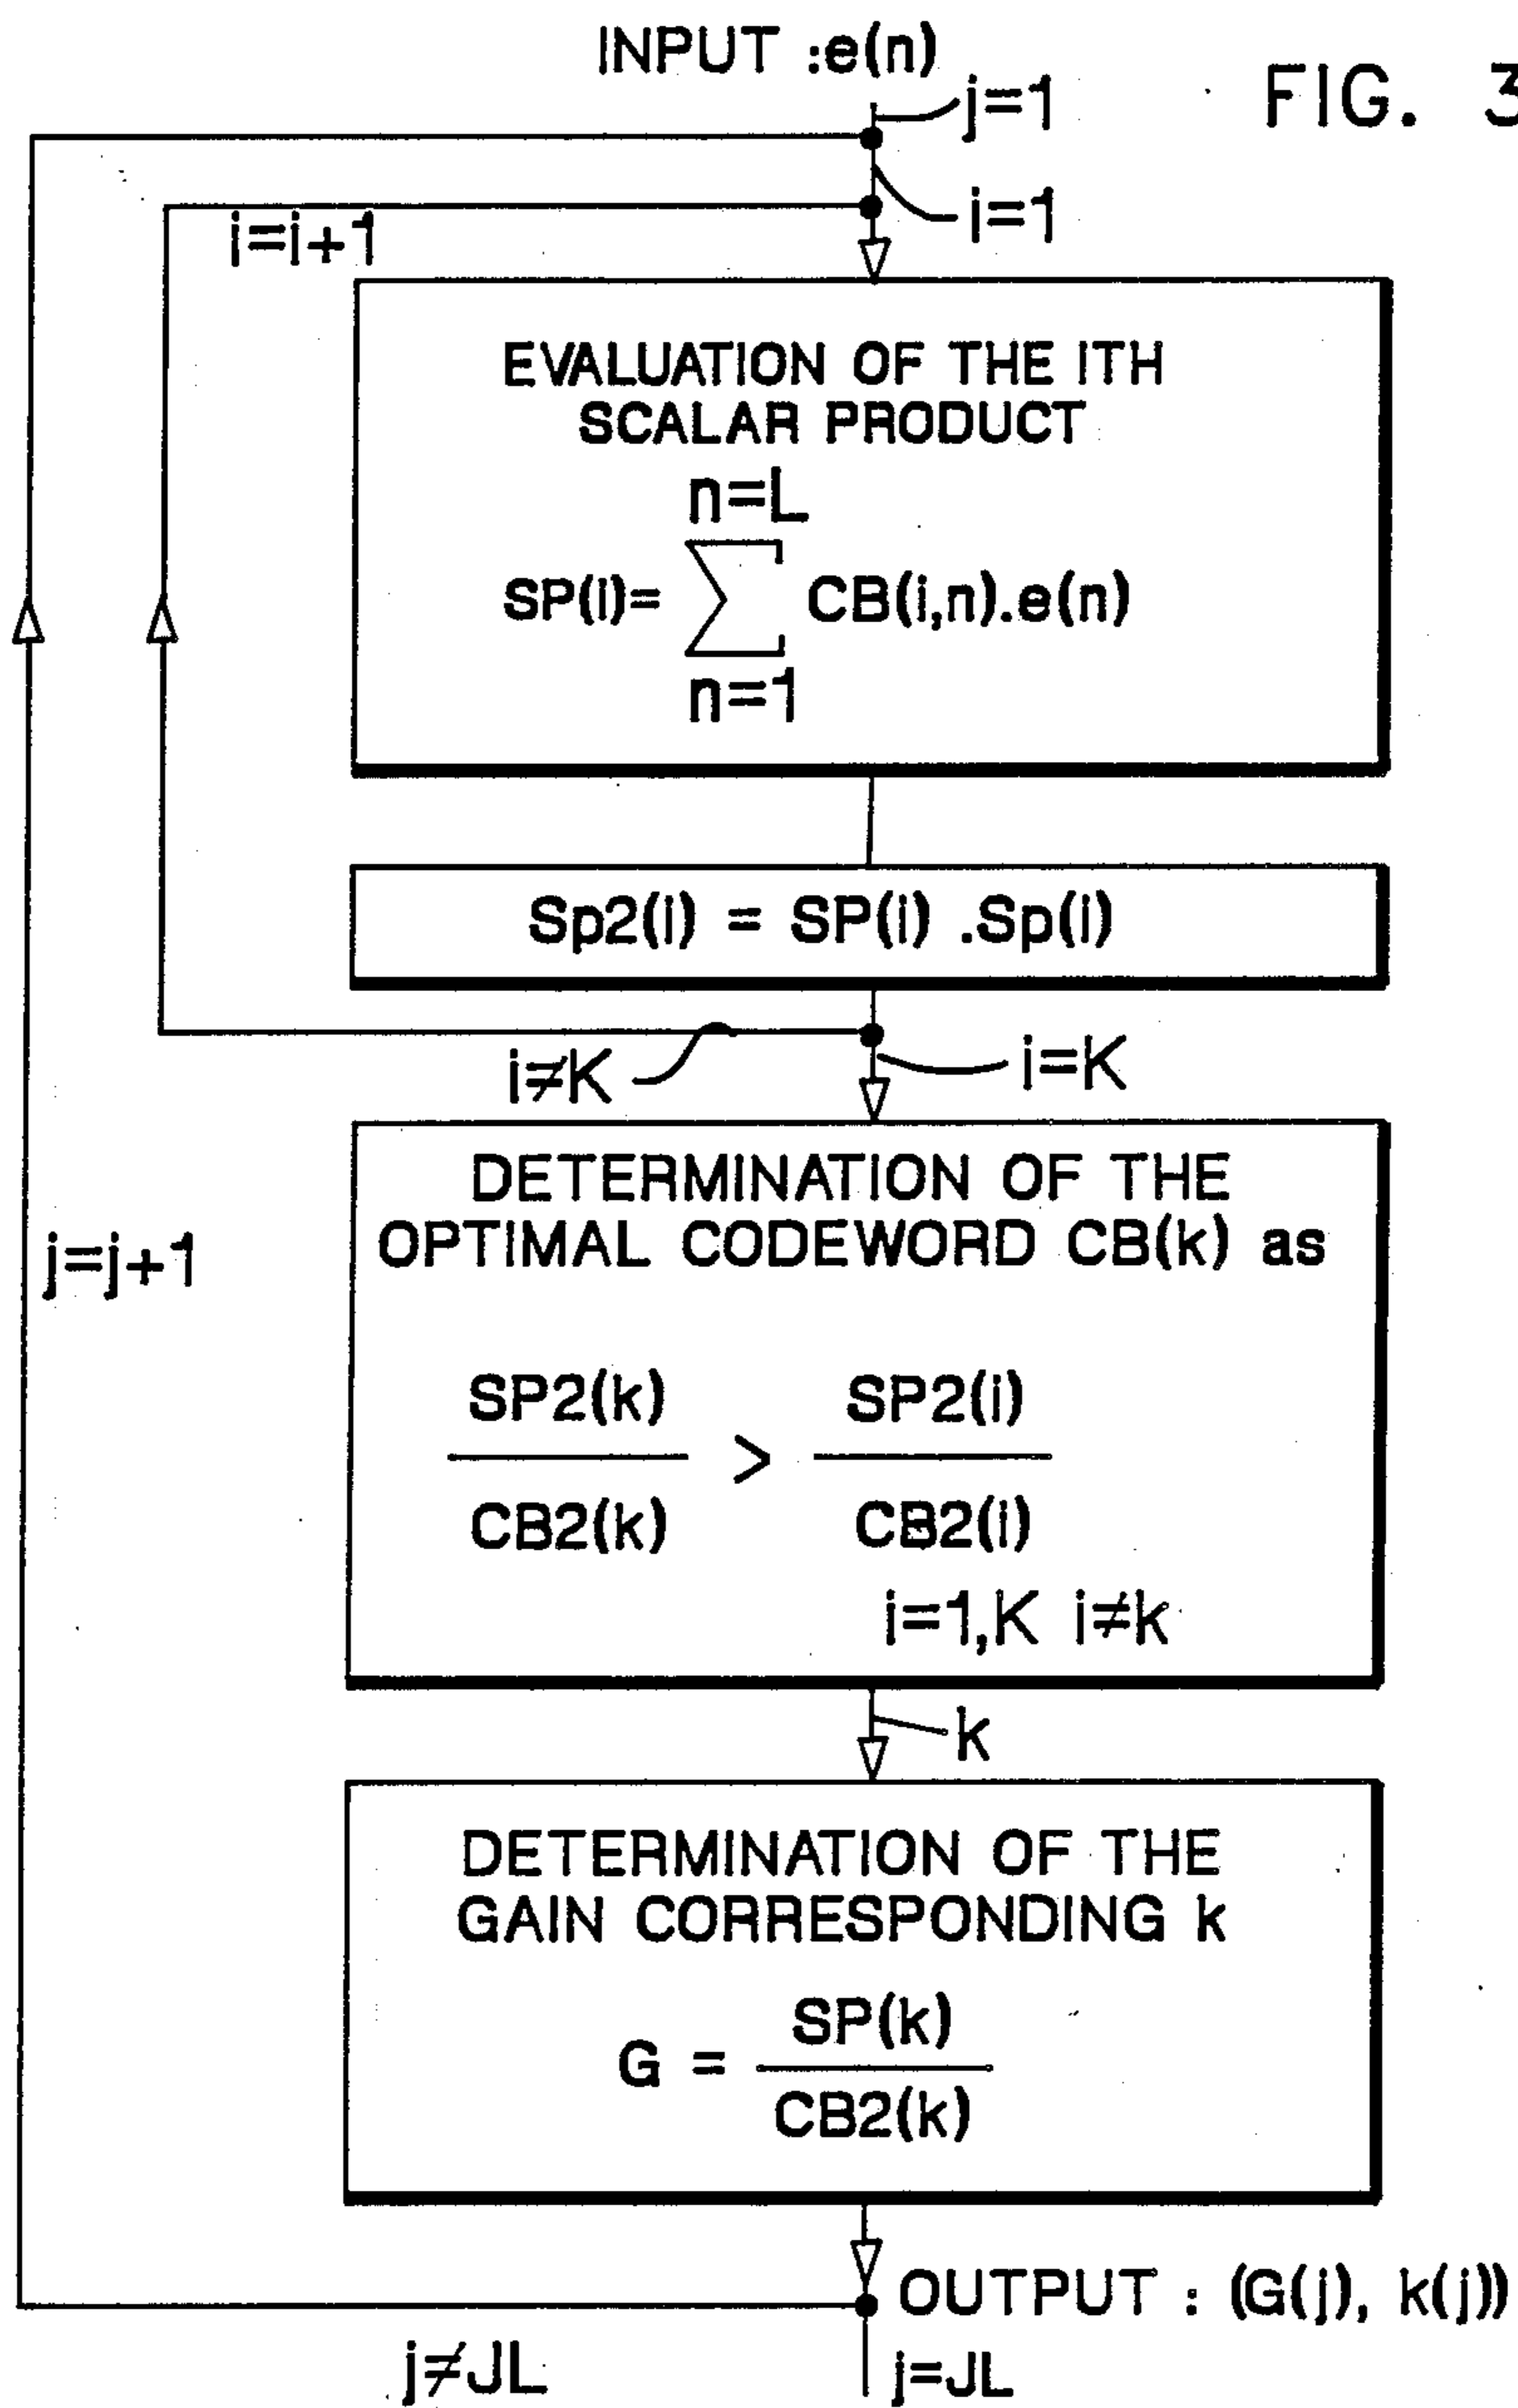 INPUT :e(n)
FIG. 3
j=1
i=1
i=i+1
EVALUATION OF THE ITH
SCALAR PRODUCT
n=L
SP(i)= ∑ CB(i,n).e(n)
n=1
Sp2(i) = SP(i) .Sp(i)
i≠K
i=K
DETERMINATION OF THE
OPTIMAL CODEWORD CB(k) as
j=j+1
SP2(k) SP2(i)
>
CB2(k) CB2(i)
i=1,K i≠k
k
DETERMINATION OF THE
GAIN CORRESPONDING k
SP(k)
G =
CB2(k)
OUTPUT : (G(j), k(j))
j≠JL
j=JL